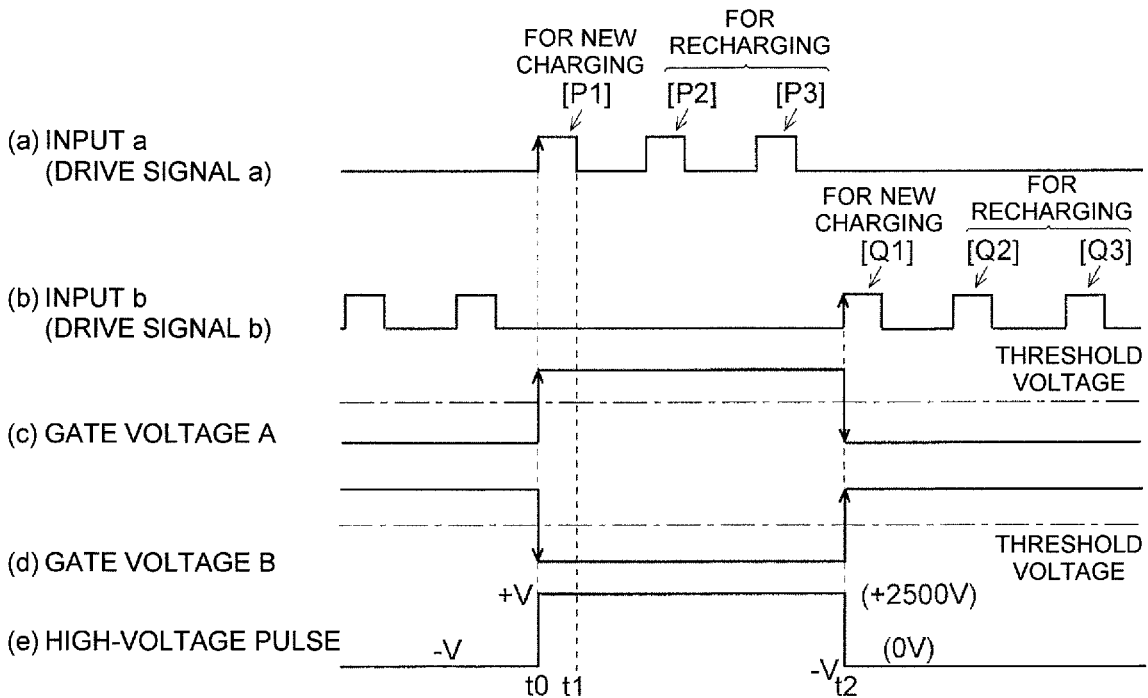 FOR NEW
CHARGING
[P1]
FOR
RECHARGING
[P2]
[P3]
(a) INPUT a
(DRIVE SIGNAL a)
FOR NEW
CHARGING
[Q1]
FOR
RECHARGING
[Q2]
[Q3]
(b) INPUT b
(DRIVE SIGNAL b)
THRESHOLD
VOLTAGE
(c) GATE VOLTAGE A
(d) GATE VOLTAGE B
THRESHOLD
VOLTAGE
+V
(+2500V)
(e) HIGH-VOLTAGE PULSE
-V
(0V)
-V
t0
t1
t2